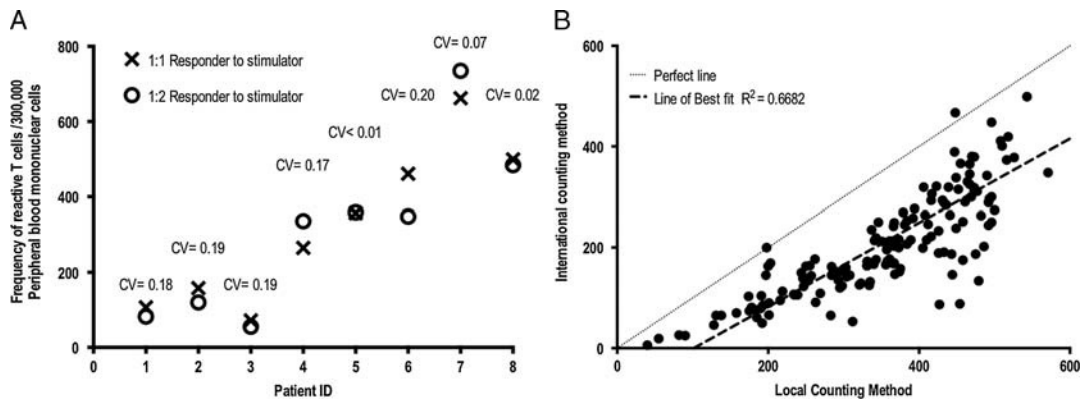 A
Frequency of reactive T cells /300,000
Peripheral blood mononuclear cells
800
600
400
200
0
1:1 Responder to stimulator
1:2 Responder to stimulator
CV= 0.18
CV= 0.19
CV= 0.19
CV= 0.17
CV< 0.01
CV= 0.20
CV= 0.07
CV= 0.02
0 1 2 3 4 5 6 7 8
Patient ID
B
International counting method
600
400
200
0
Perfect line
Line of Best fit R² = 0.6682
0 200 400 600
Local Counting Method